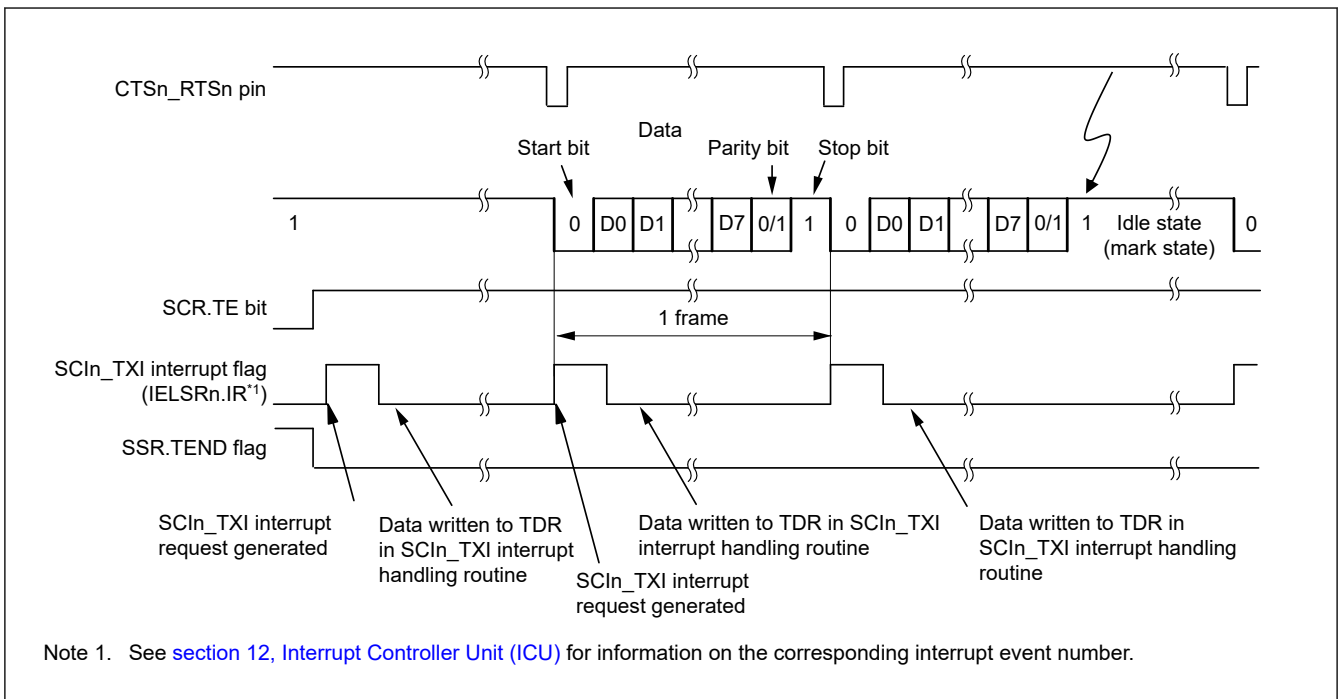 CTSn_RTSn pin
Data
Start bit
Parity bit
Stop bit
1
0
D0
D1
D7
0/1
1
0
D0
D1
D7
0/1
1
Idle state
(mark state)
0
SCR.TE bit
1 frame
SCIn_TXI interrupt flag
(IELSRn.IR*1)
SSR.TEND flag
SCIn_TXI interrupt
request generated
Data written to TDR
in SCIn_TXI interrupt
handling routine
SCIn_TXI interrupt
request generated
Data written to TDR in SCIn_TXI
interrupt handling routine
Data written to TDR in
SCIn_TXI interrupt handling
routine
Note 1. See section 12, Interrupt Controller Unit (ICU) for information on the corresponding interrupt event number.